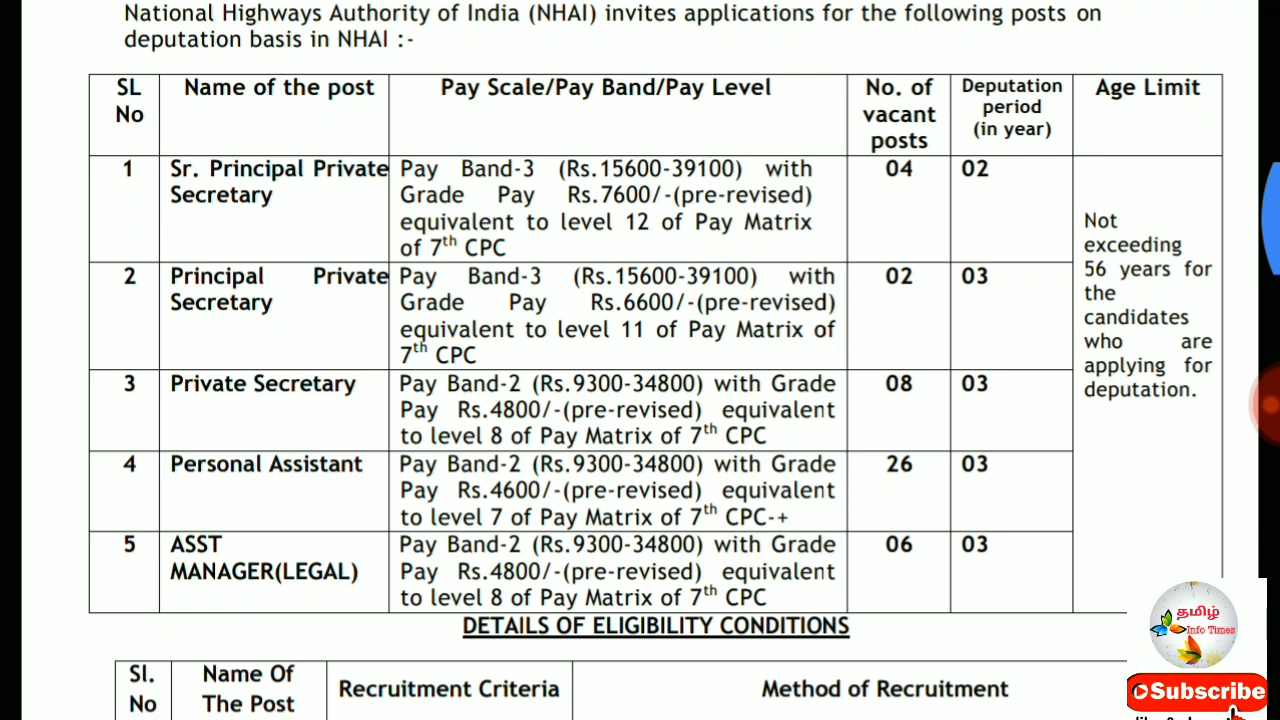 National Highways Authority of India (NHAI) invites applications for the following posts on
deputation basis in NHAI :-
SL No
Name of the post
Pay Scale/Pay Band/Pay Level
No. of vacant posts
Deputation period (in year)
Age Limit
1
Sr. Principal Private
Secretary
Pay Band-3 (Rs.15600-39100) with
Grade Pay Rs.7600/-(pre-revised)
equivalent to level 12 of Pay Matrix
of 7th CPC
04
02
2
Principal Private
Secretary
Pay Band-3 (Rs.15600-39100) with
Grade Pay Rs.6600/-(pre-revised)
equivalent to level 11 of Pay Matrix of
7th CPC
02
03
3
Private Secretary
Pay Band-2 (Rs.9300-34800) with Grade
Pay Rs.4800/-(pre-revised) equivalent
to level 8 of Pay Matrix of 7th CPC
08
03
4
Personal Assistant
Pay Band-2 (Rs.9300-34800) with Grade
Pay Rs.4600/-(pre-revised) equivalent
to level 7 of Pay Matrix of 7th CPC-+
26
03
5
ASST
MANAGER(LEGAL)
Pay Band-2 (Rs.9300-34800) with Grade
Pay Rs.4800/-(pre-revised) equivalent
to level 8 of Pay Matrix of 7th CPC
06
03
Not
exceeding
56 years for
the
candidates
who are
applying for
deputation.
DETAILS OF ELIGIBILITY CONDITIONS
Sl.
No
Name Of
The Post
Recruitment Criteria
Method of Recruitment
தமிழ்
Info Times
Subscribe